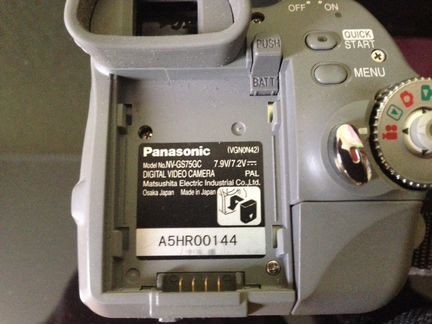 OFF ON
QUICK
START
PUSH
BATT
MENU
Panasonic (VGN0N42)
Model No. NV-GS75GC 7.9V/7.2V
DIGITAL VIDEO CAMERA PAL
Matsushita Electric Industrial Co., Ltd.
Osaka Japan Made in Japan
A5HR00144